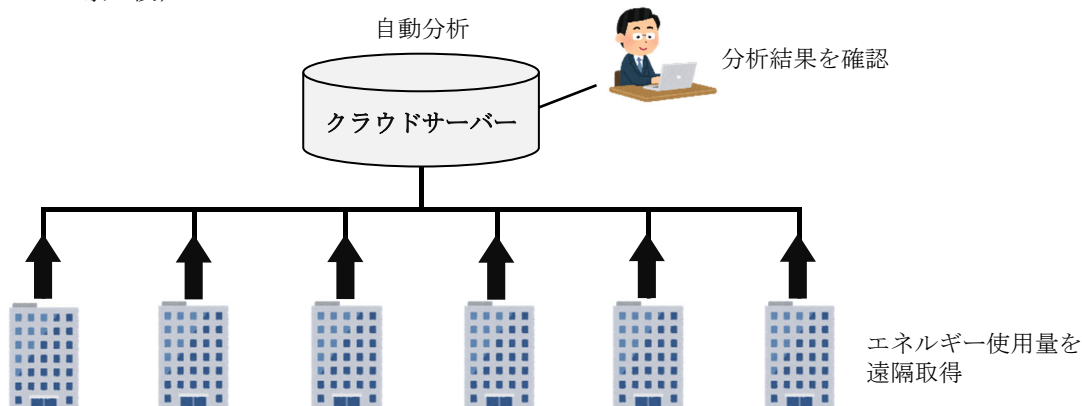 自動分析
分析結果を確認
クラウドサーバー
エネルギー使用量を
遠隔取得